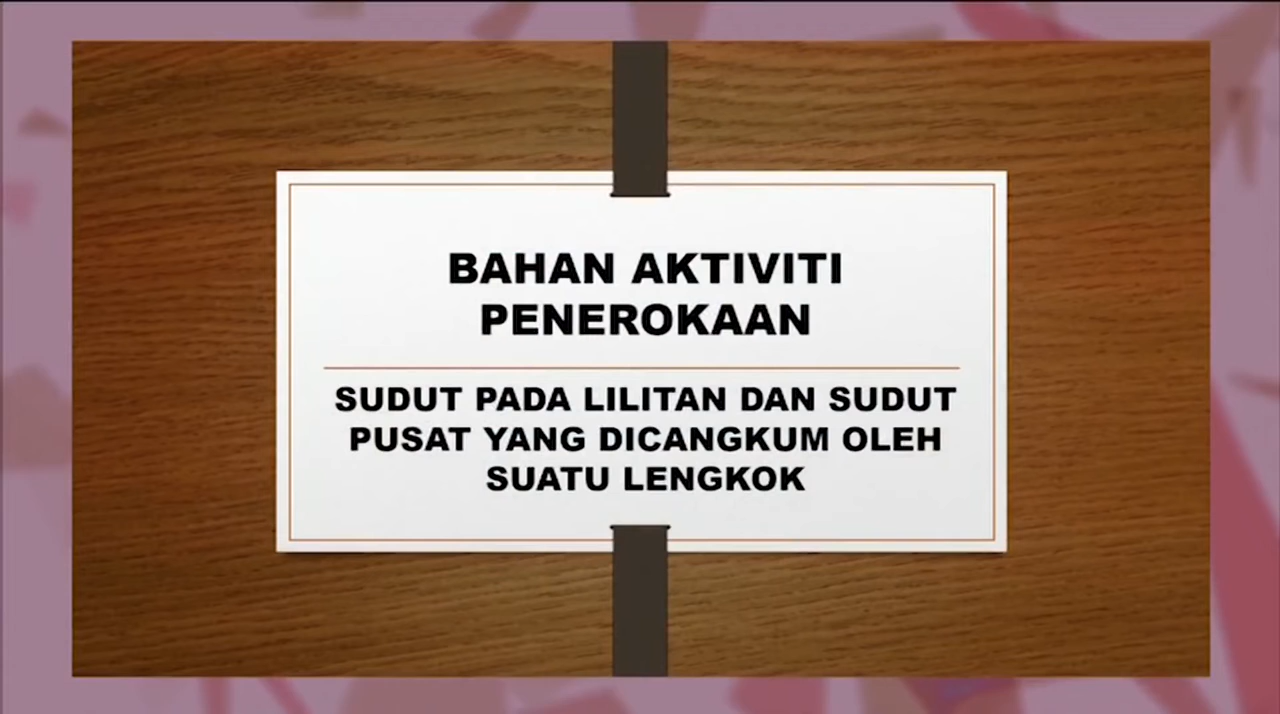 BAHAN AKTIVITI
PENEROKAAN
SUDUT PADA LILITAN DAN SUDUT
PUSAT YANG DICANGKUM OLEH
SUATU LENGKOK